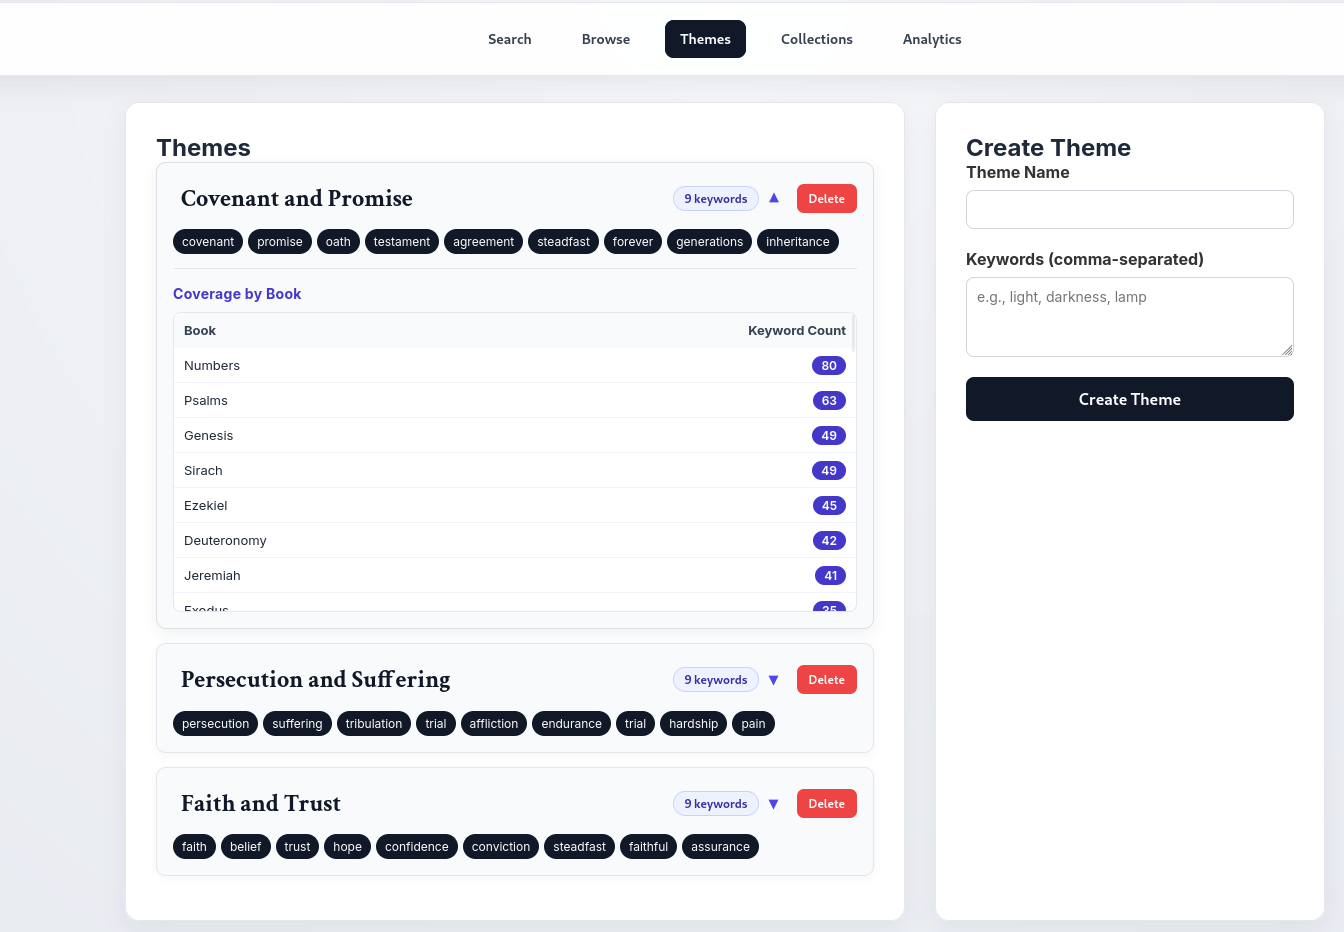 Search Browse Themes Collections Analytics
Themes
Covenant and Promise 9 keywords ▲ Delete
covenant promise oath testament agreement steadfast forever generations inheritance
Coverage by Book
Book Keyword Count
Numbers 80
Psalms 63
Genesis 49
Sirach 49
Ezekiel 45
Deuteronomy 42
Jeremiah 41
Exodus 35
Persecution and Suffering 9 keywords ▼ Delete
persecution suffering tribulation trial affliction endurance trial hardship pain
Faith and Trust 9 keywords ▼ Delete
faith belief trust hope confidence conviction steadfast faithful assurance
Create Theme
Theme Name
Keywords (comma-separated)
e.g., light, darkness, lamp
Create Theme